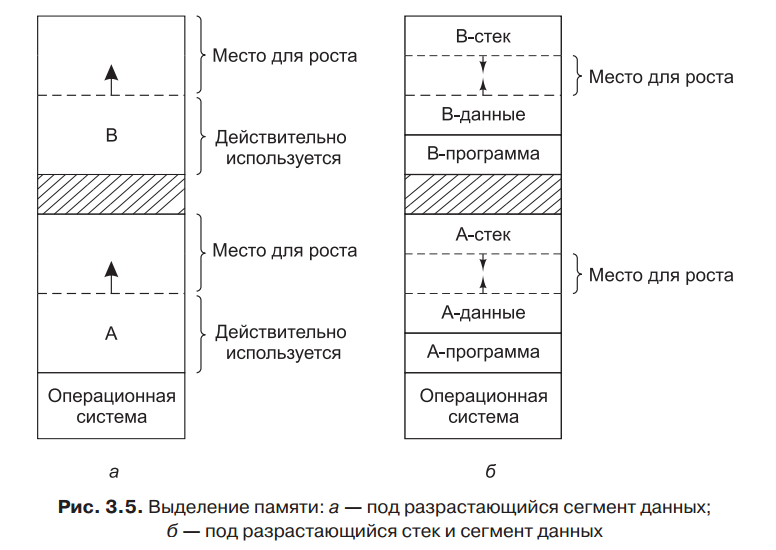 Место для роста
В
Действительно
используется
Место для роста
А
Действительно
используется
Операционная
система
а
В-стек
Место для роста
В-данные
В-программа
А-стек
Место для роста
А-данные
А-программа
Операционная
система
б
Рис. 3.5. Выделение памяти: а — под разрастающийся сегмент данных;
б — под разрастающийся стек и сегмент данных